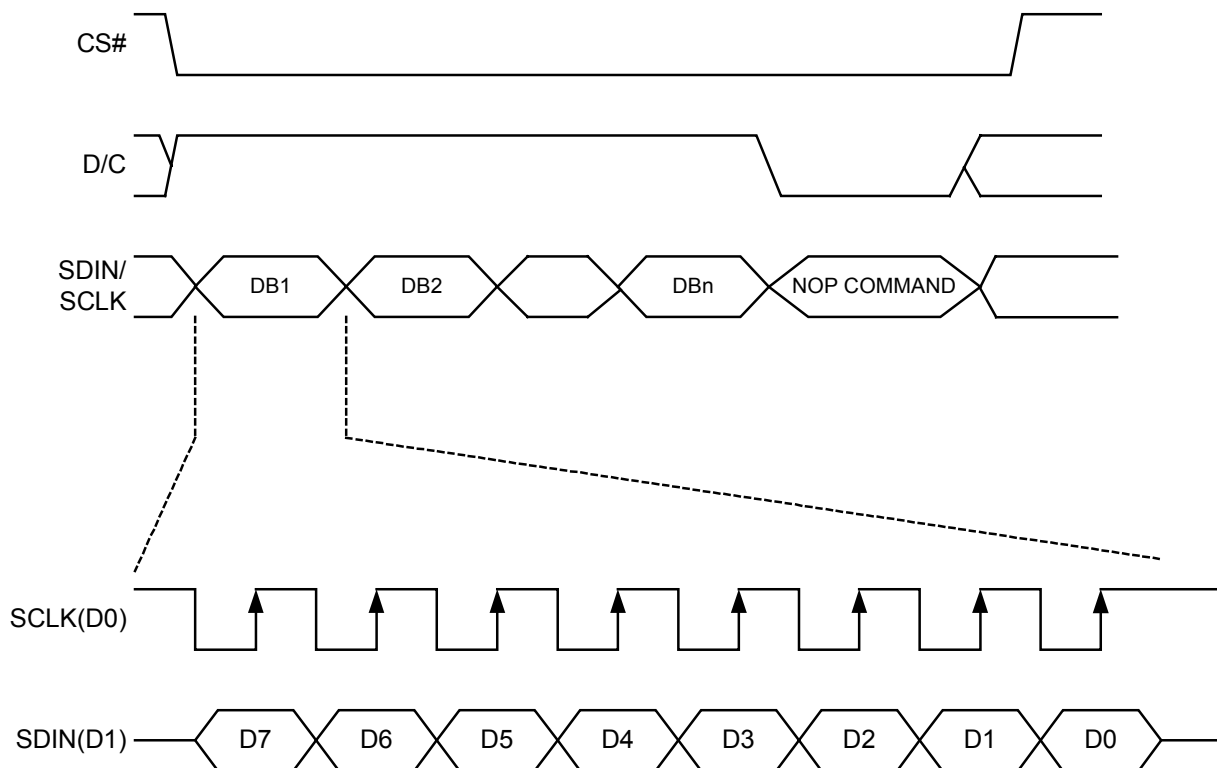 CS#
D/C
SDIN/
SCLK
DB1 DB2 DBn NOP COMMAND
SCLK(D0)
SDIN(D1) D7 D6 D5 D4 D3 D2 D1 D0